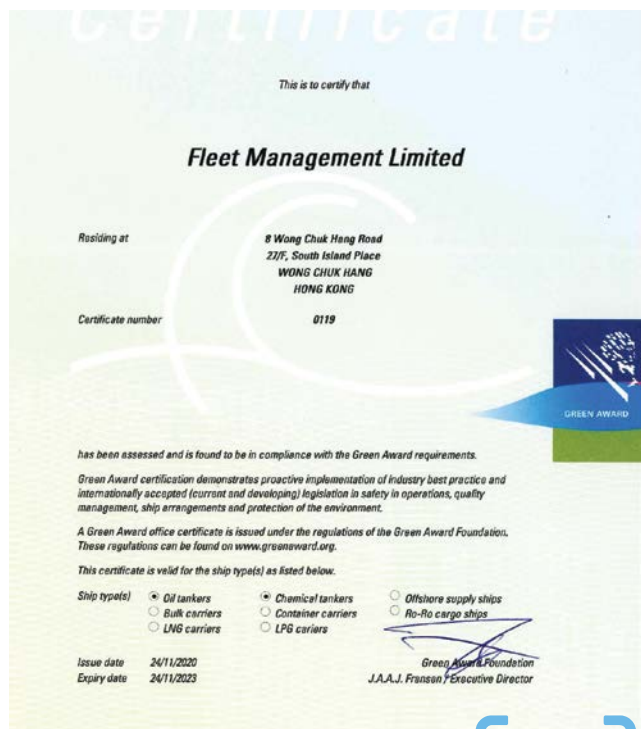 Certificate
This is to certify that
Fleet Management Limited
Residing at
8 Wong Chuk Hang Road
27/F, South Island Place
WONG CHUK HANG
HONG KONG
Certificate number 0119
GREEN AWARD
has been assessed and is found to be in compliance with the Green Award requirements.
Green Award certification demonstrates proactive implementation of industry best practice and
internationally accepted (current and developing) legislation in safety in operations, quality
management, ship arrangements and protection of the environment.
A Green Award office certificate is issued under the regulations of the Green Award Foundation.
These regulations can be found on www.greenaward.org.
This certificate is valid for the ship type(s) as listed below.
Ship type(s) Oil tankers Chemical tankers Offshore supply ships
Bulk carriers Container carriers Ro-Ro cargo ships
LNG carriers LPG cariers
Issue date 24/11/2020 Green Award Foundation
Expiry date 24/11/2023 J.A.A.J. Fransen / Executive Director